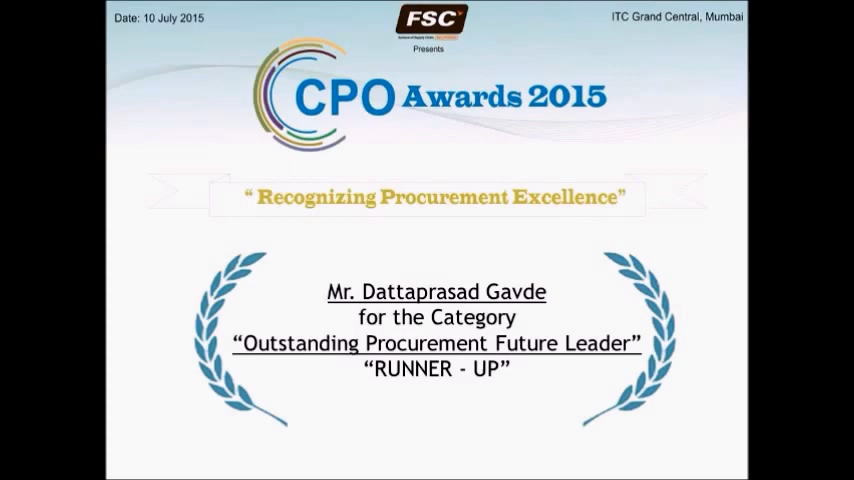 Date: 10 July 2015
ITC Grand Central, Mumbai
FSC
Presents
CPO Awards 2015
“ Recognizing Procurement Excellence”
Mr. Dattaprasad Gavde
for the Category
“Outstanding Procurement Future Leader”
“RUNNER - UP”